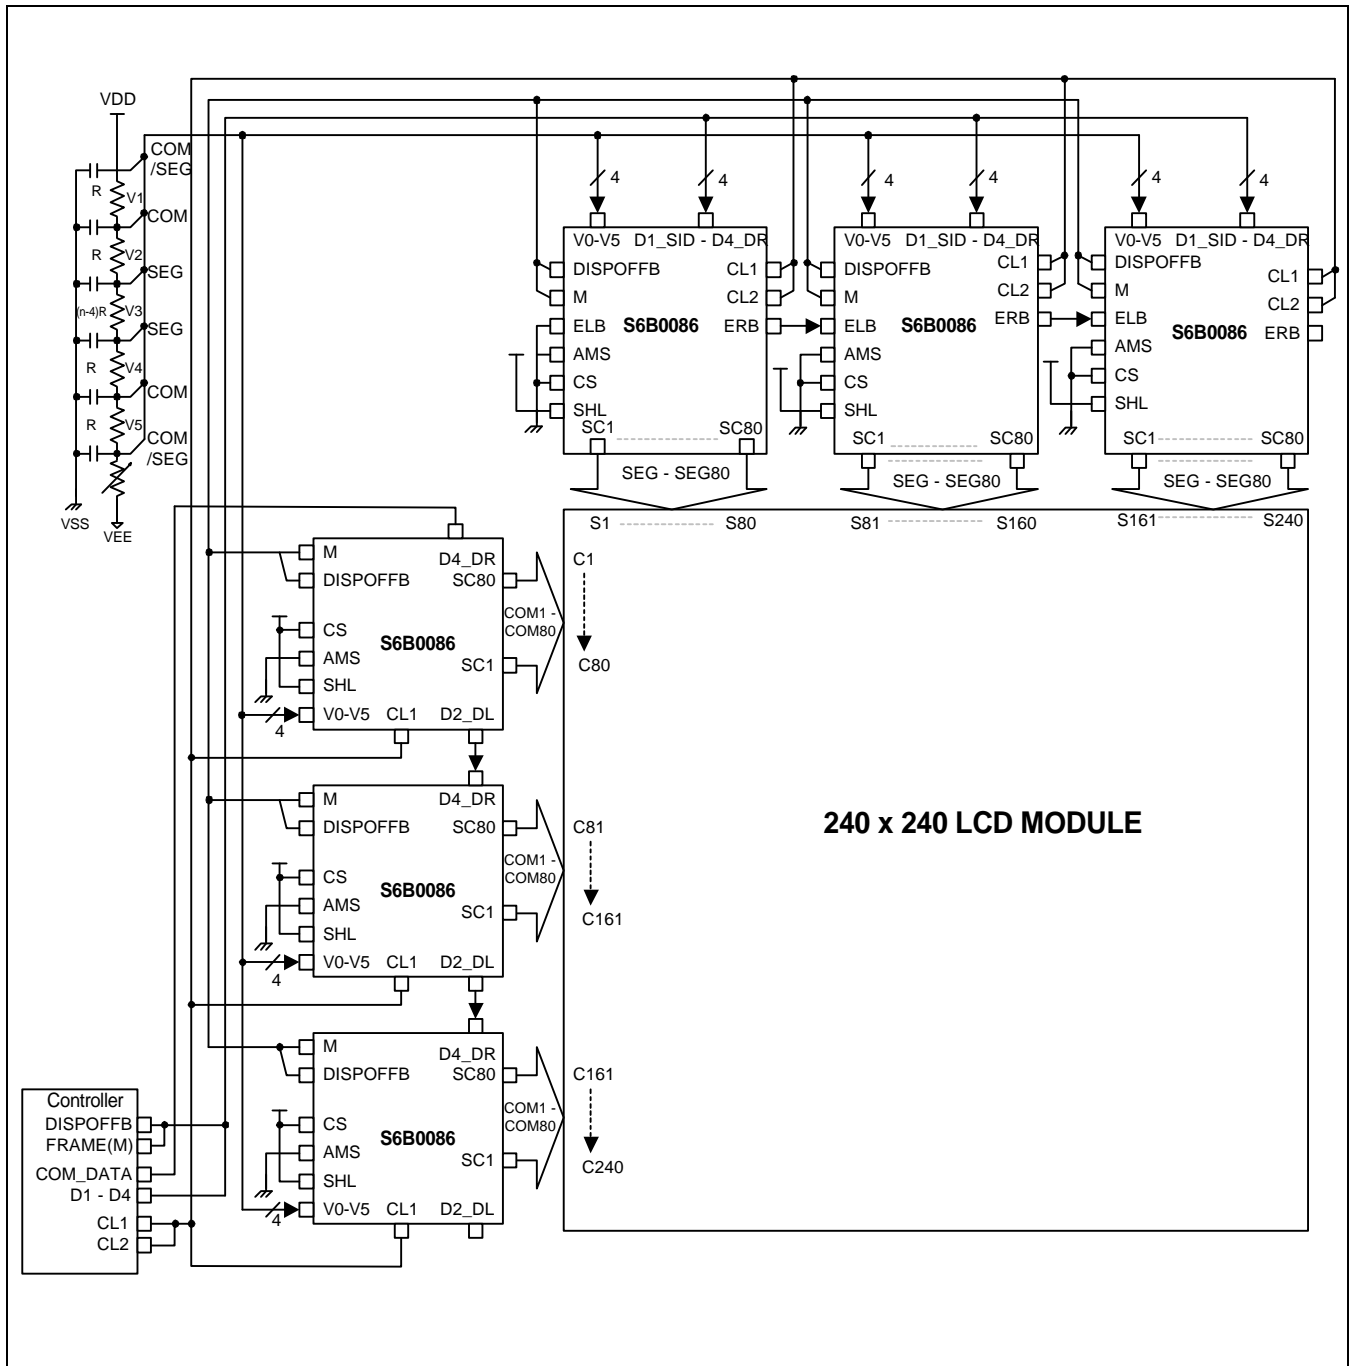 VDD
COM
/SEG
R
V1
COM
R
V2
SEG
(n-4)R
V3
SEG
R
V4
COM
R
V5
COM
/SEG
VSS
VEE
4
4
V0-V5 D1_SID - D4_DR
DISPOFFB
CL1
M
CL2
S6B0086
ELB
ERB
AMS
CS
SHL
SC1
SC80
SEG - SEG80
4
4
V0-V5 D1_SID - D4_DR
DISPOFFB
CL1
M
CL2
S6B0086
ELB
ERB
AMS
CS
SHL
SC1
SC80
SEG - SEG80
4
4
V0-V5 D1_SID - D4_DR
DISPOFFB
CL1
M
CL2
S6B0086
ELB
ERB
AMS
CS
SHL
SC1
SC80
SEG - SEG80
S1
S80
S81
S160
S161
S240
M
D4_DR
DISPOFFB
SC80
CS
S6B0086
AMS
SC1
SHL
V0-V5 CL1 D2_DL
4
COM1 -
COM80
C1
C80
M
D4_DR
DISPOFFB
SC80
CS
S6B0086
AMS
SC1
SHL
V0-V5 CL1 D2_DL
4
COM1 -
COM80
C81
C161
240 x 240 LCD MODULE
M
D4_DR
DISPOFFB
SC80
CS
S6B0086
AMS
SC1
SHL
V0-V5 CL1 D2_DL
4
COM1 -
COM80
C161
C240
Controller
DISPOFFB
FRAME(M)
COM_DATA
D1 - D4
CL1
CL2